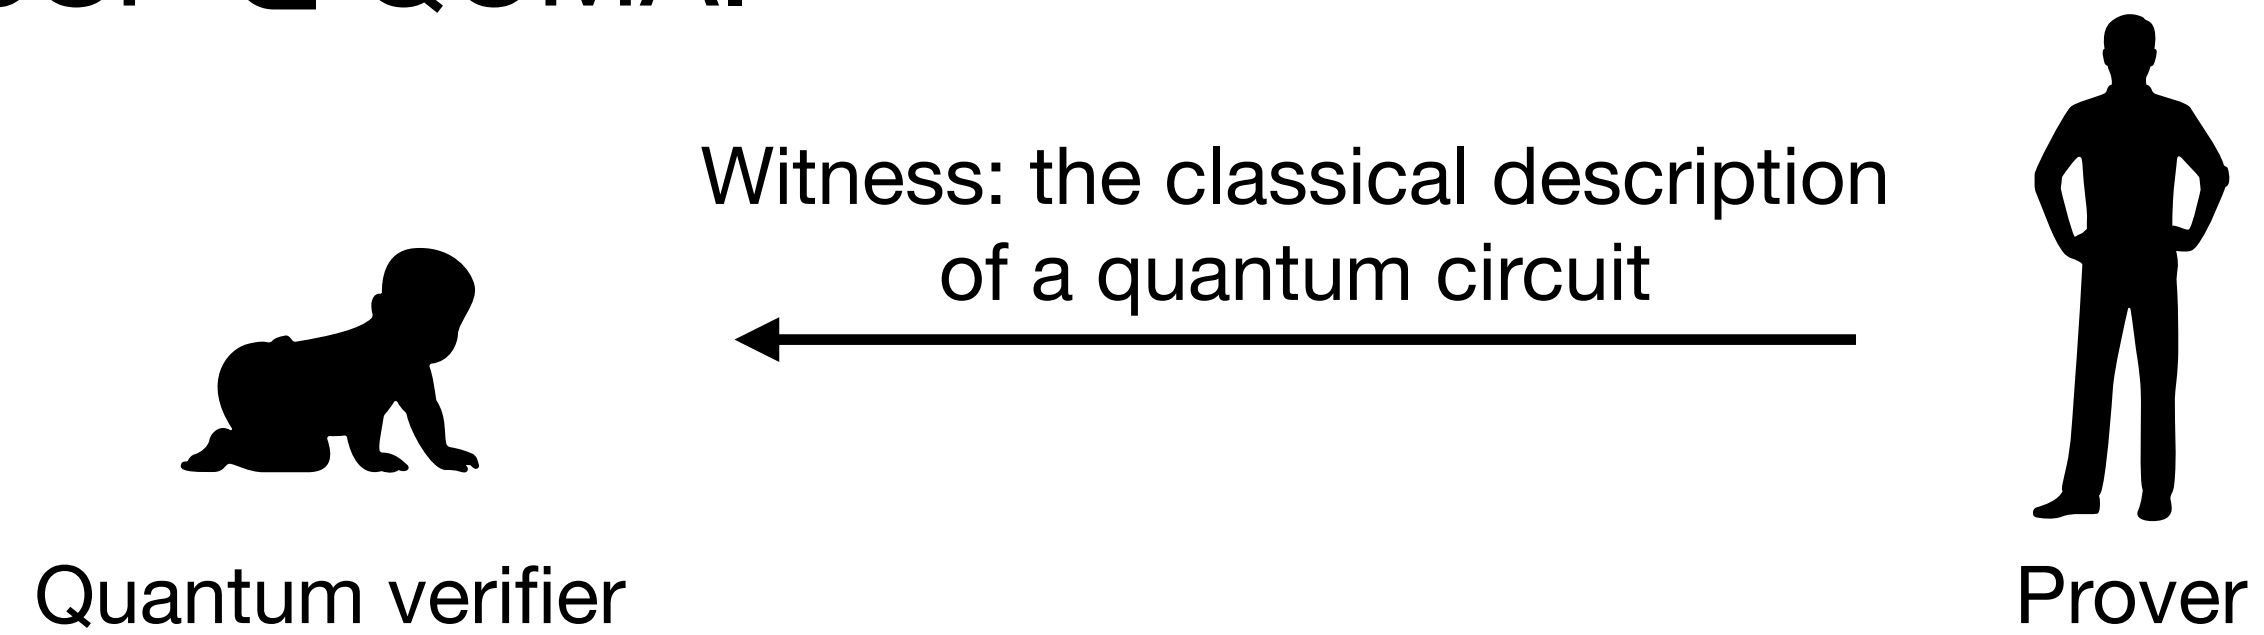 Witness: the classical description
of a quantum circuit
Quantum verifier
Prover